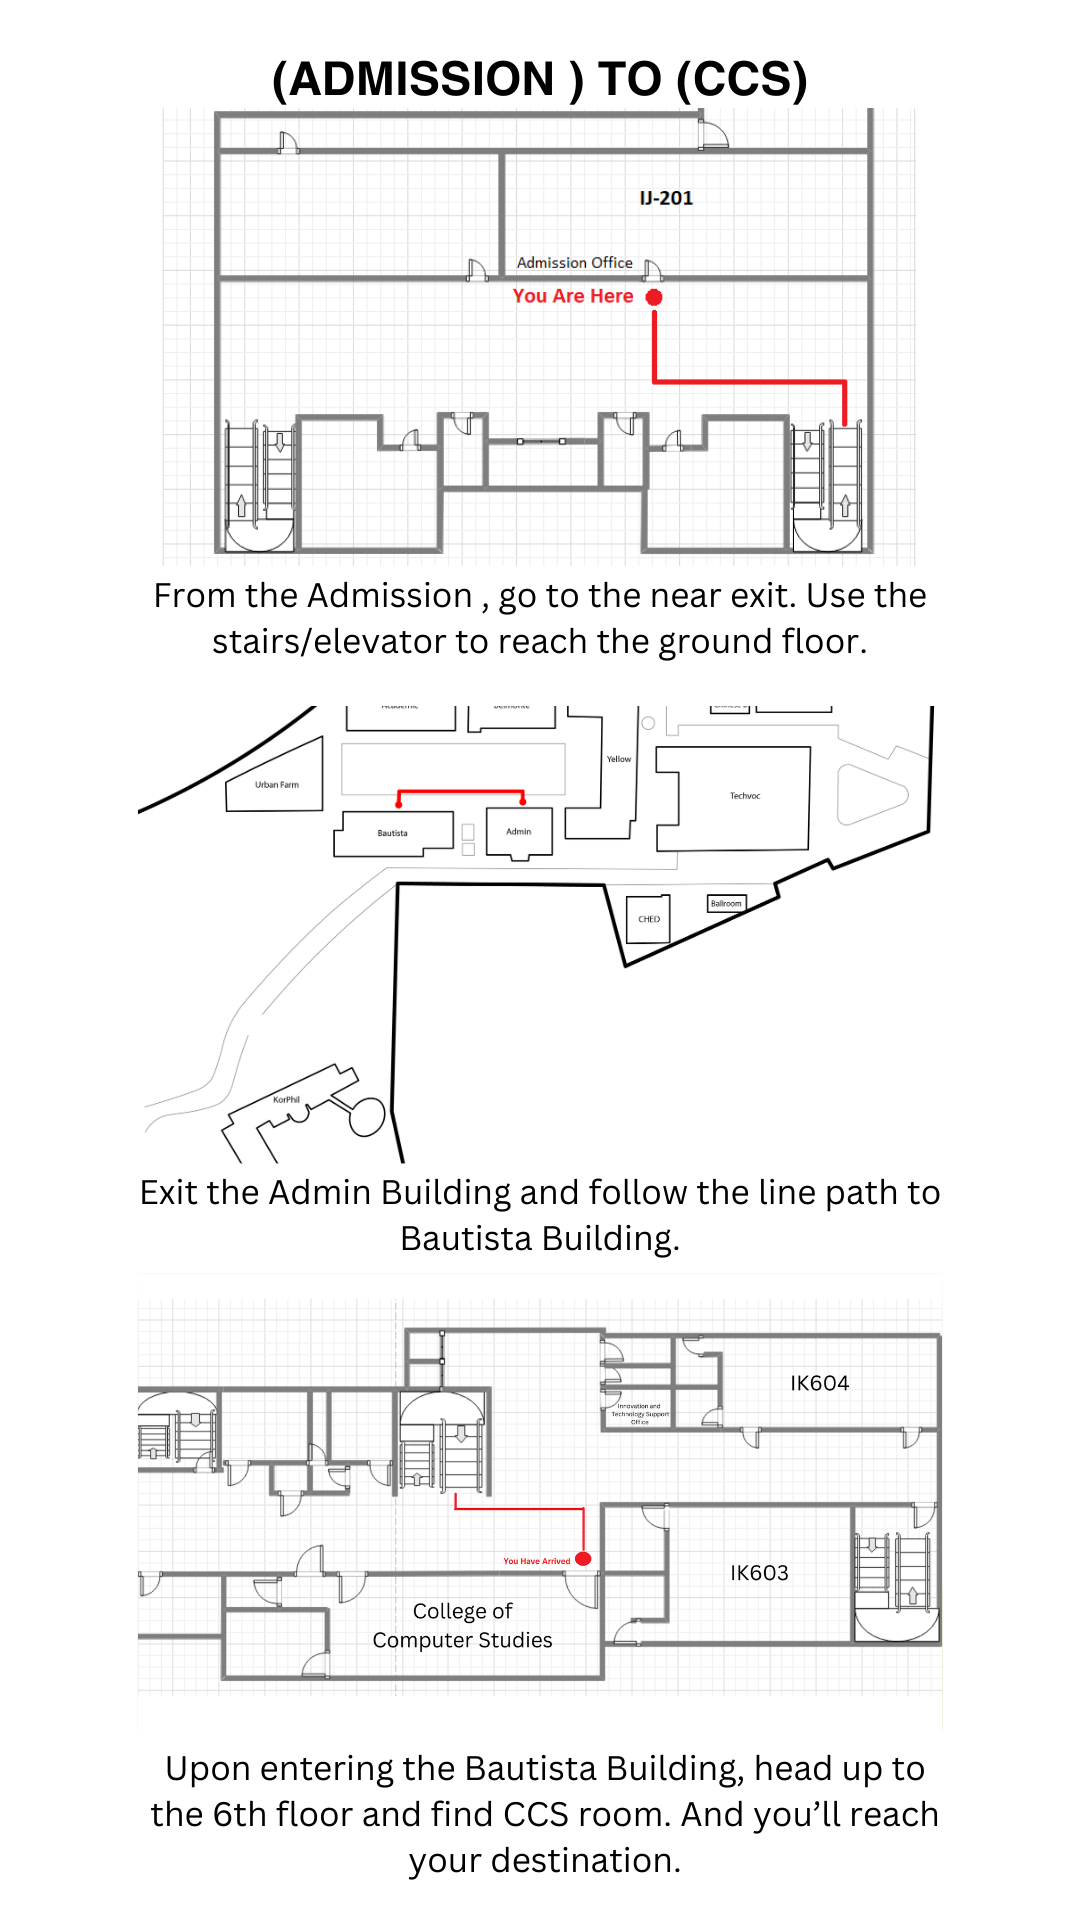 (ADMISSION ) TO (CCS)
IJ-201
Admission Office
You Are Here
From the Admission , go to the near exit. Use the
stairs/elevator to reach the ground floor.
Academic
Belmonte
Yellow
Urban Farm
Techvoc
Bautista
Admin
CHED
Ballroom
KorPhil
Exit the Admin Building and follow the line path to
Bautista Building.
IK604
Innovation and
Technology Support
Office
You Have Arrived
IK603
College of
Computer Studies
Upon entering the Bautista Building, head up to
the 6th floor and find CCS room. And you’ll reach
your destination.